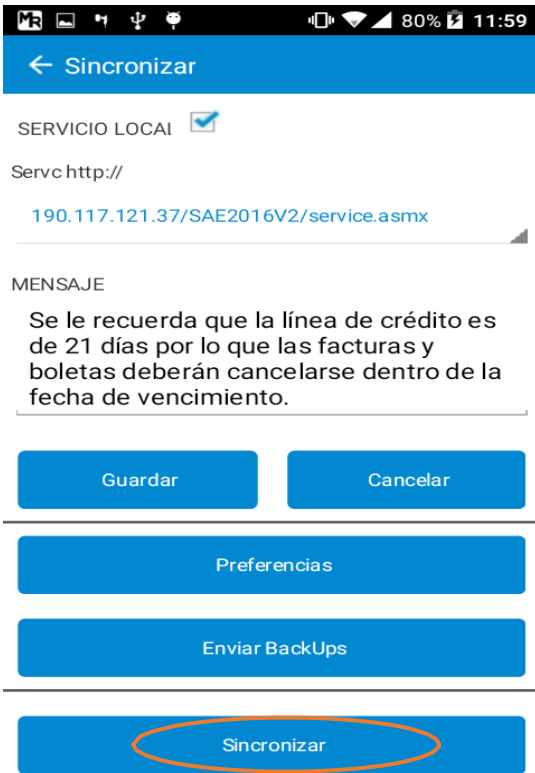 MR 80% 11:59
Sincronizar
SERVICIO LOCAL
Servc http://
190.117.121.37/SAE2016V2/service.asmx
MENSAJE
Se le recuerda que la línea de crédito es
de 21 días por lo que las facturas y
boletas deberán cancelarse dentro de la
fecha de vencimiento.
Guardar Cancelar
Preferencias
Enviar BackUps
Sincronizar